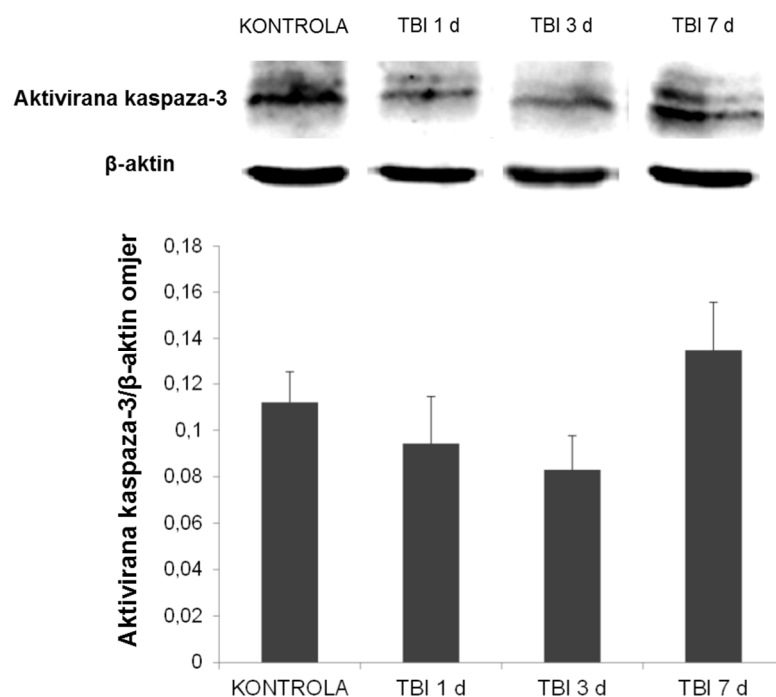 KONTROLA TBI 1 d TBI 3 d TBI 7 d
Aktivirana kaspaza-3
β-aktin
Aktivirana kaspaza-3/β-aktin omjer
0,18
0,16
0,14
0,12
0,1
0,08
0,06
0,04
0,02
0
KONTROLA TBI 1 d TBI 3 d TBI 7 d